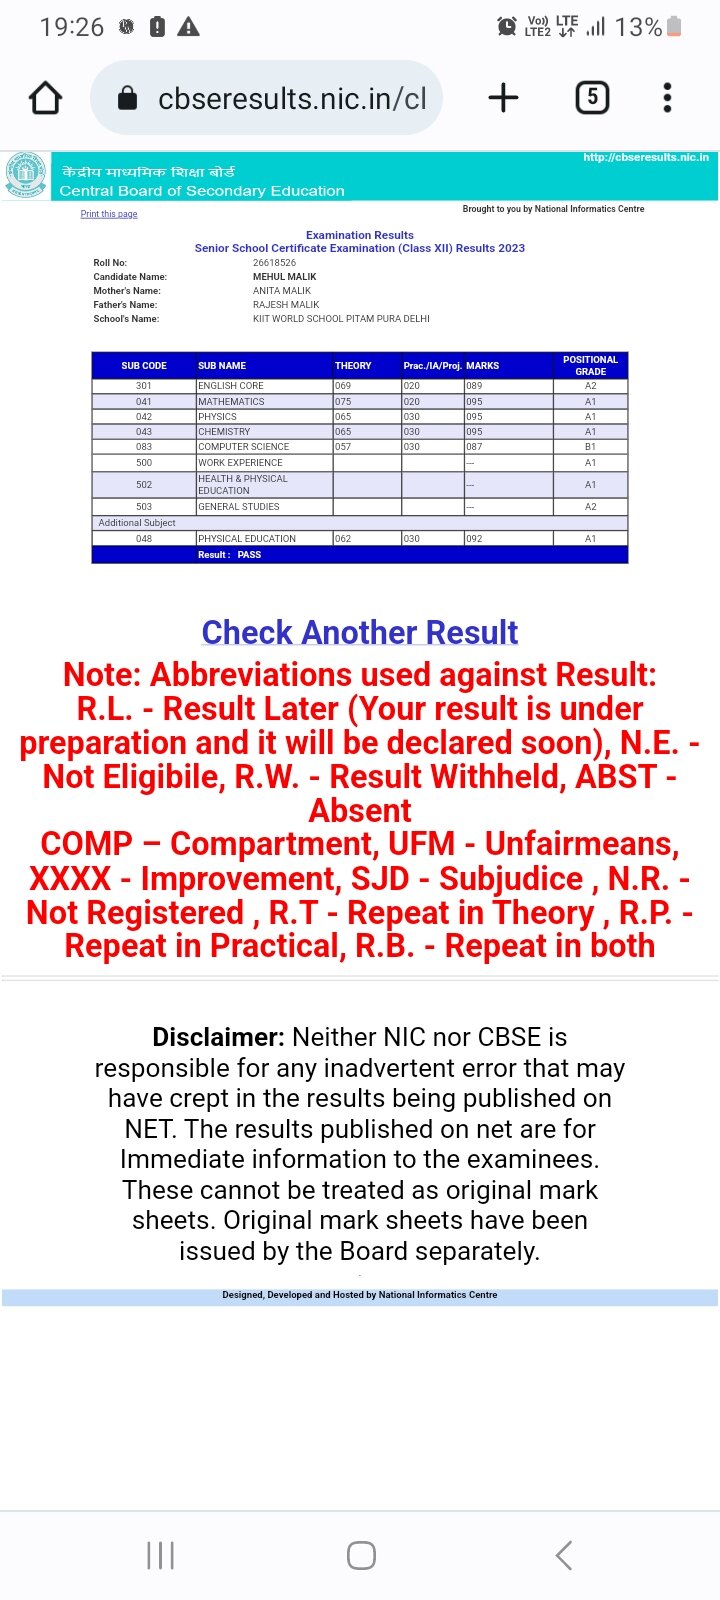 19:26 Vo) LTE LTE2 13%
cbseresults.nic.in/cl 5
http://cbseresults.nic.in
केंद्रीय माध्यमिक शिक्षा बोर्ड
Central Board of Secondary Education
Print this page Brought to you by National Informatics Centre
Examination Results
Senior School Certificate Examination (Class XII) Results 2023
Roll No: 26618526
Candidate Name: MEHUL MALIK
Mother's Name: ANITA MALIK
Father's Name: RAJESH MALIK
School's Name: KIIT WORLD SCHOOL PITAM PURA DELHI
SUB CODE SUB NAME THEORY Prac./IA/Proj. MARKS POSITIONAL GRADE
301 ENGLISH CORE 069 020 089 A2
041 MATHEMATICS 075 020 095 A1
042 PHYSICS 065 030 095 A1
043 CHEMISTRY 065 030 095 A1
083 COMPUTER SCIENCE 057 030 087 B1
500 WORK EXPERIENCE --- A1
502 HEALTH & PHYSICAL EDUCATION --- A1
503 GENERAL STUDIES --- A2
Additional Subject
048 PHYSICAL EDUCATION 062 030 092 A1
Result : PASS
Check Another Result
Note: Abbreviations used against Result:
R.L. - Result Later (Your result is under
preparation and it will be declared soon), N.E. -
Not Eligibile, R.W. - Result Withheld, ABST -
Absent
COMP – Compartment, UFM - Unfairmeans,
XXXX - Improvement, SJD - Subjudice , N.R. -
Not Registered , R.T - Repeat in Theory , R.P. -
Repeat in Practical, R.B. - Repeat in both
Disclaimer: Neither NIC nor CBSE is
responsible for any inadvertent error that may
have crept in the results being published on
NET. The results published on net are for
Immediate information to the examinees.
These cannot be treated as original mark
sheets. Original mark sheets have been
issued by the Board separately.
Designed, Developed and Hosted by National Informatics Centre